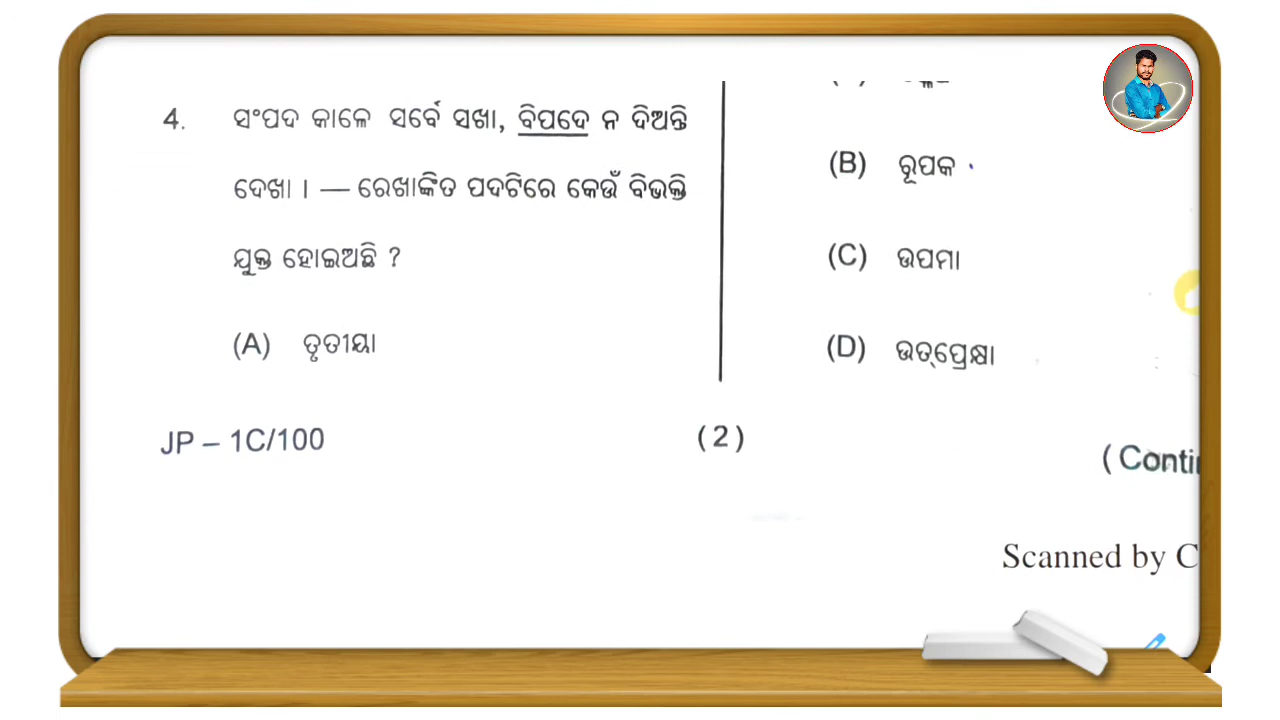 4. ସଂପଦ କାଳେ ସର୍ବେ ସଖା, ବିପଦେ ନ ଦିଅନ୍ତି
ଦେଖା । — ରେଖାଙ୍କିତ ପଦଟିରେ କେଉଁ ବିଭକ୍ତି
ଯୁକ୍ତ ହୋଇଅଛି ?
(A) ତୃତୀୟା
(B) ରୂପକ
(C) ଉପମା
(D) ଉତ୍‌ପ୍ରେକ୍ଷା
JP – 1C/100
(2)
( Conti
Scanned by C